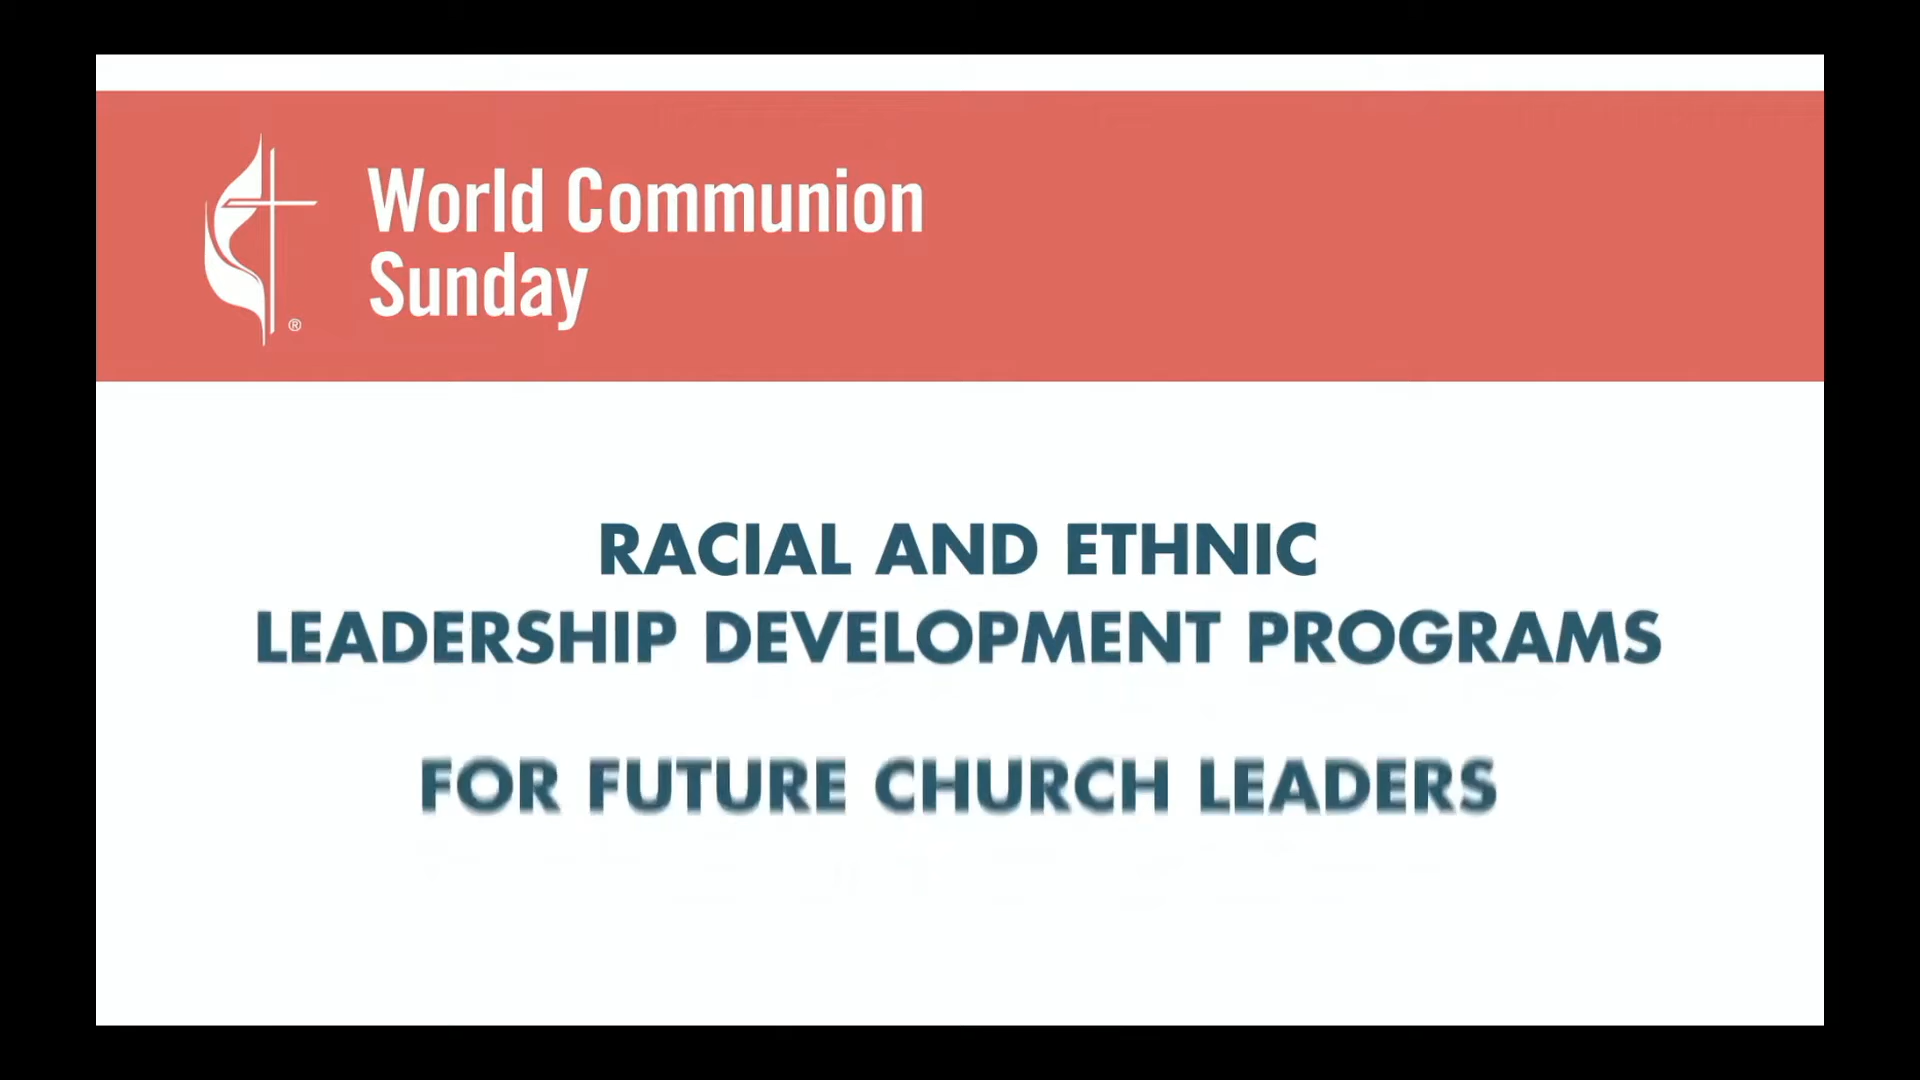 World Communion
Sunday
®
RACIAL AND ETHNIC
LEADERSHIP DEVELOPMENT PROGRAMS
FOR FUTURE CHURCH LEADERS